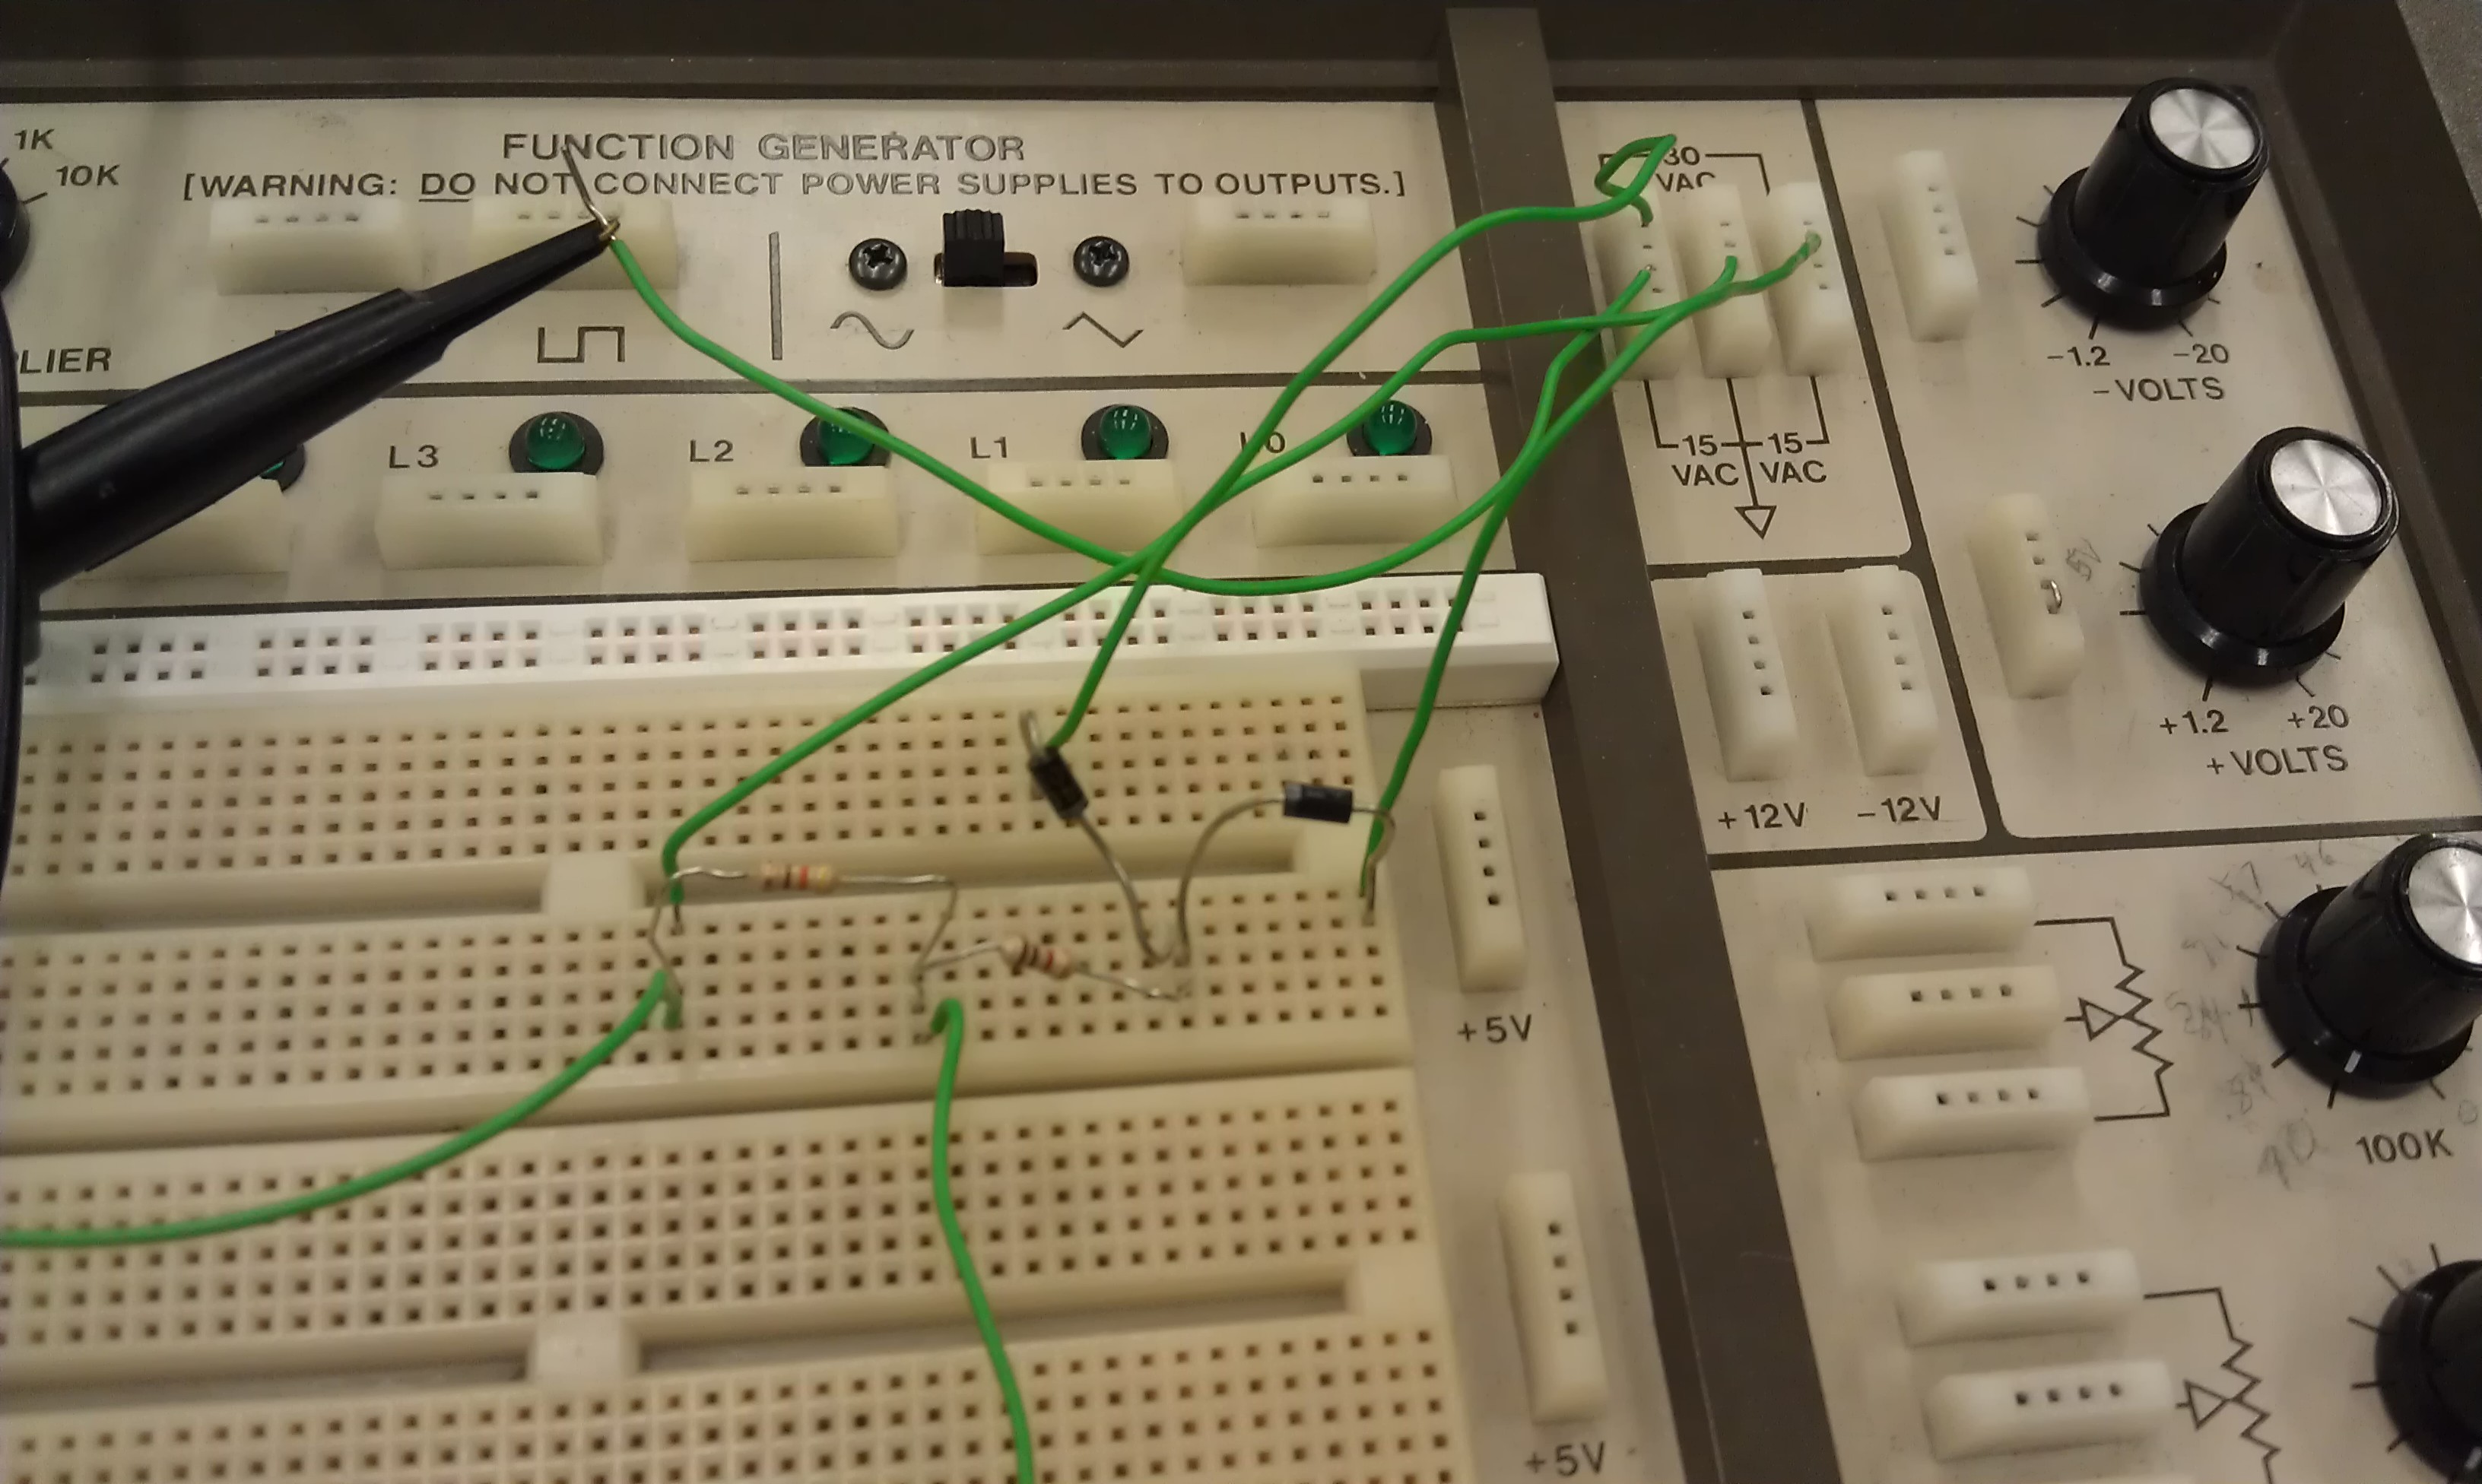 1K
10K
FUNCTION GENERATOR
[WARNING: DO NOT CONNECT POWER SUPPLIES TO OUTPUTS.]
30
VAC
-1.2 -20
-VOLTS
LIER
L3
L2
L1
15 15
VAC VAC
5V
+1.2 +20
+VOLTS
+12V -12V
+5V
100K
+5V